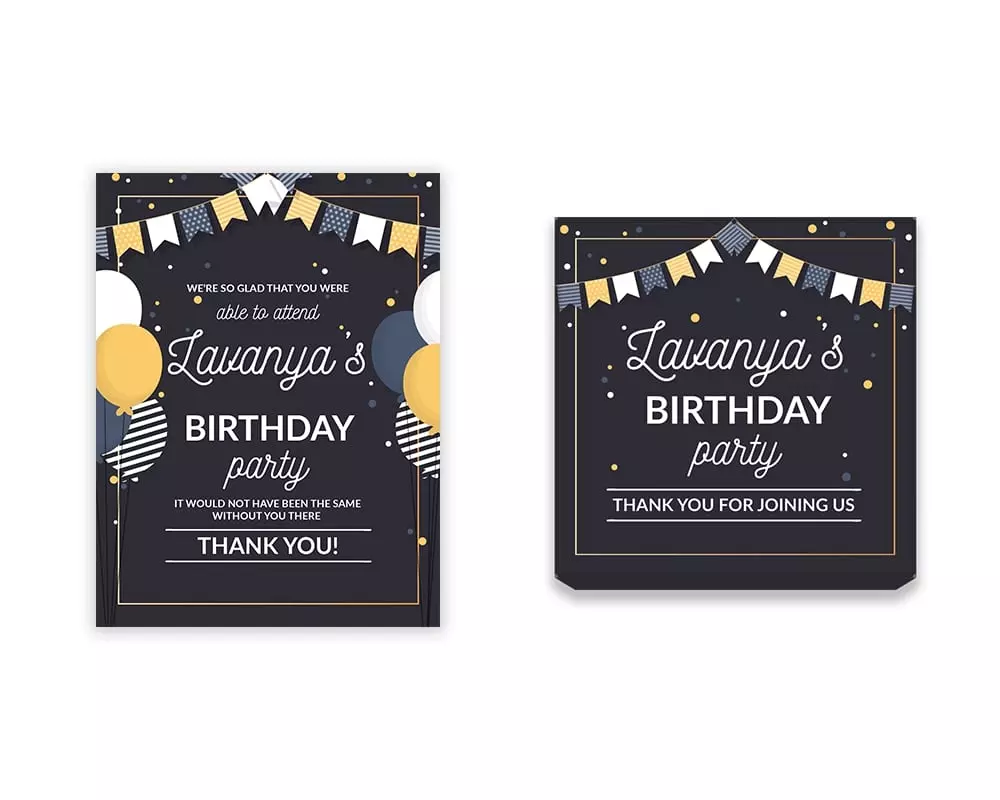 WE'RE SO GLAD THAT YOU WERE
able to attend
Lavanya's
BIRTHDAY
party
IT WOULD NOT HAVE BEEN THE SAME
WITHOUT YOU THERE
THANK YOU!
Lavanya's
BIRTHDAY
party
THANK YOU FOR JOINING US